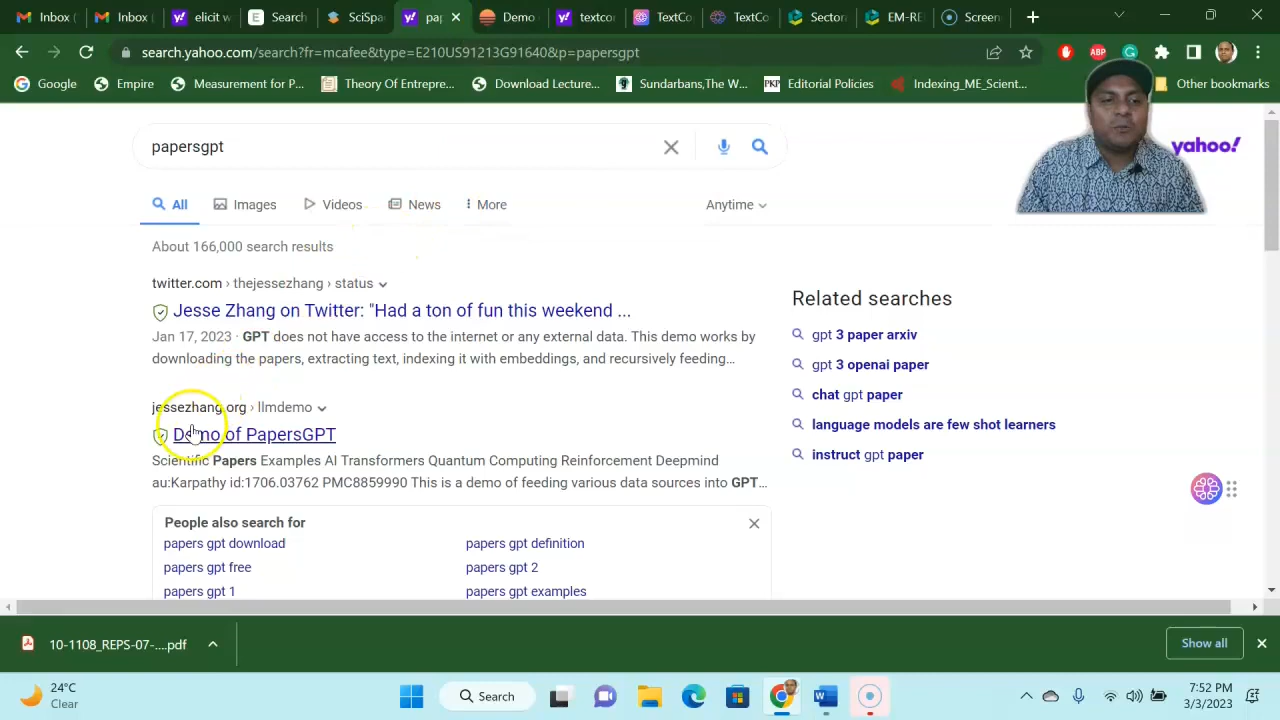 Inbox (
Inbox (
elicit w
Search
SciSpa
pap
Demo
textcor
TextCo
TextCo
Sector
EM-RE
Screen
search.yahoo.com/search?fr=mcafee&type=E210US91213G91640&p=papersgpt
ABP
Google
Empire
Measurement for P...
Theory Of Entrepre...
Download Lecture...
Sundarbans,The W...
PKP
Editorial Policies
Indexing_ME_Scient...
Other bookmarks
papersgpt
yahoo!
All
Images
Videos
News
More
Anytime
About 166,000 search results
twitter.com › thejessezhang › status
Jesse Zhang on Twitter: "Had a ton of fun this weekend ...
Jan 17, 2023 · GPT does not have access to the internet or any external data. This demo works by
downloading the papers, extracting text, indexing it with embeddings, and recursively feeding...
jessezhang.org › llmdemo
Demo of PapersGPT
Scientific Papers Examples AI Transformers Quantum Computing Reinforcement Deepmind
au:Karpathy id:1706.03762 PMC8859990 This is a demo of feeding various data sources into GPT...
People also search for
papers gpt download
papers gpt definition
papers gpt free
papers gpt 2
papers gpt 1
papers gpt examples
Related searches
gpt 3 paper arxiv
gpt 3 openai paper
chat gpt paper
language models are few shot learners
instruct gpt paper
10-1108_REPS-07-....pdf
Show all
24°C
Clear
Search
7:52 PM
3/3/2023